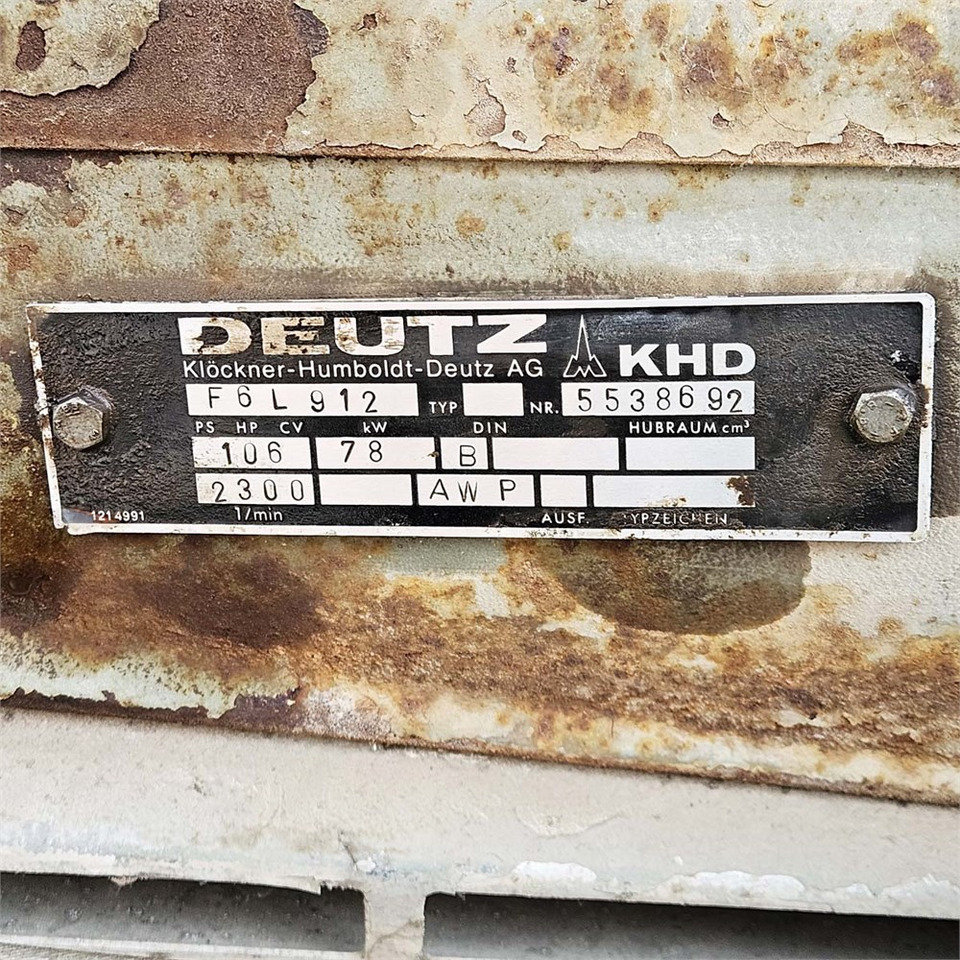 DEUTZ KHD
Klöckner-Humboldt-Deutz AG
F6L912 TYP NR. 5538692
PS HP CV kW DIN HUBRAUM cm³
106 78 B
2300 AWP
1214991 1/min AUSF. YPZEICHEN